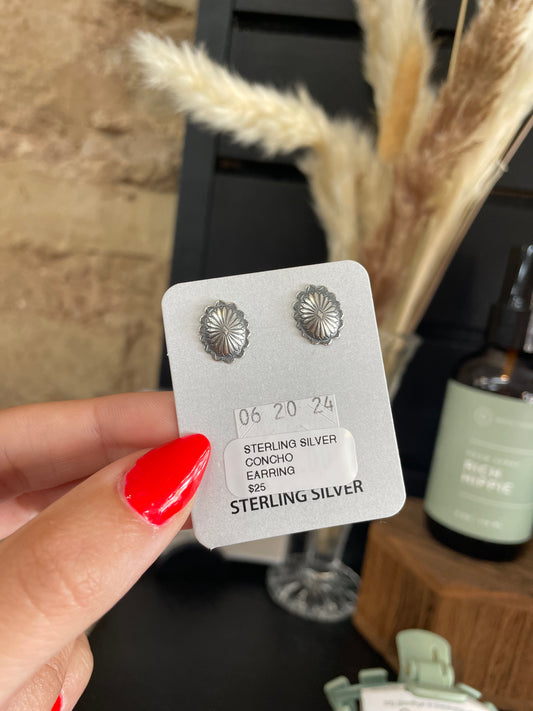 06 20 24
STERLING SILVER
CONCHO
EARRING
$25
STERLING SILVER
RICH
HIPPIE